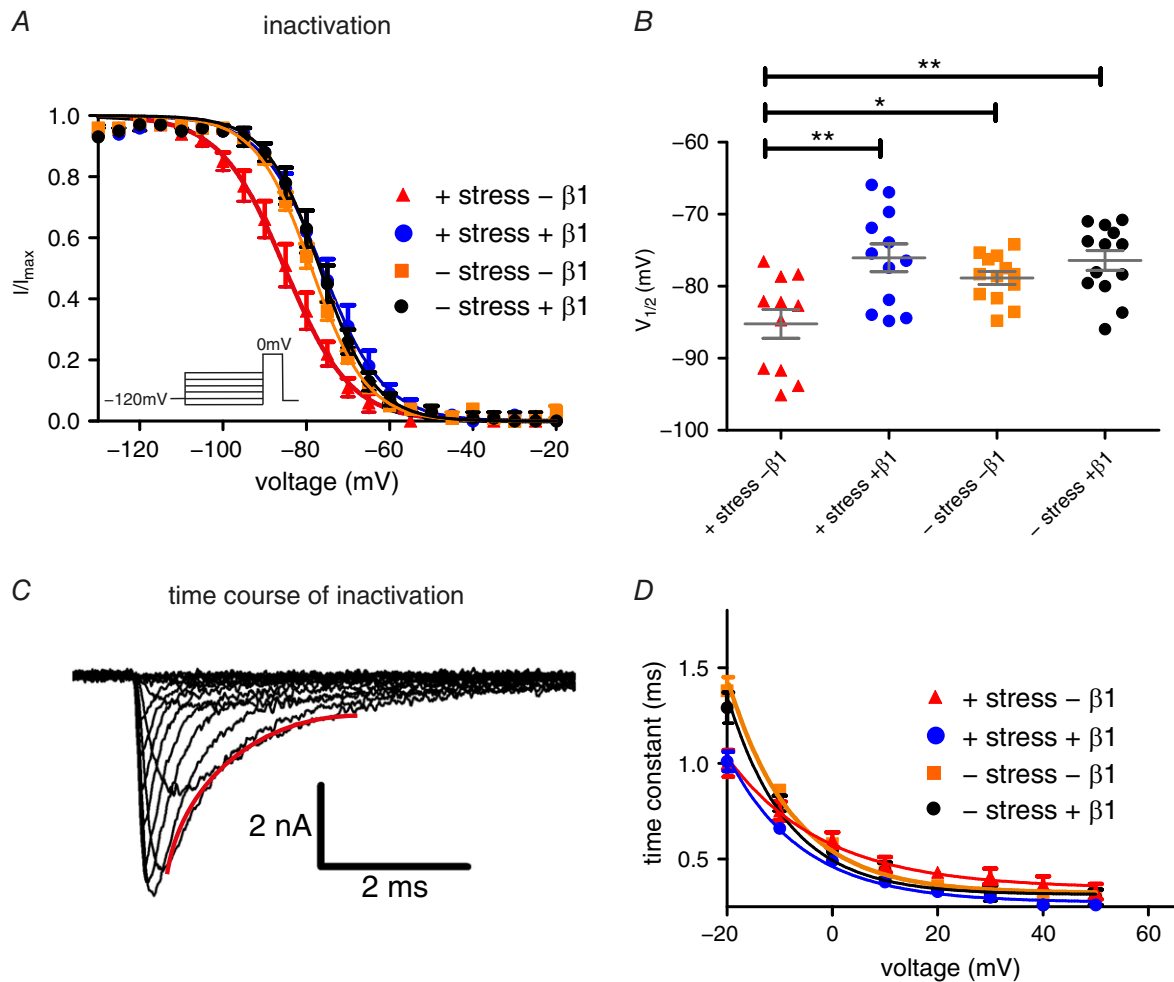 A
inactivation
I/Imax
1.0
0.8
0.6
0.4
0.2
0.0
+ stress − β1
+ stress + β1
− stress − β1
− stress + β1
0mV
−120mV
−120
−100
−80
−60
−40
−20
voltage (mV)
B
**
*
**
V1/2 (mV)
−60
−70
−80
−90
−100
+ stress −β1
+ stress +β1
− stress −β1
− stress +β1
C
time course of inactivation
2 nA
2 ms
D
time constant (ms)
1.5
1.0
0.5
+ stress − β1
+ stress + β1
− stress − β1
− stress + β1
−20
0
20
40
60
voltage (mV)